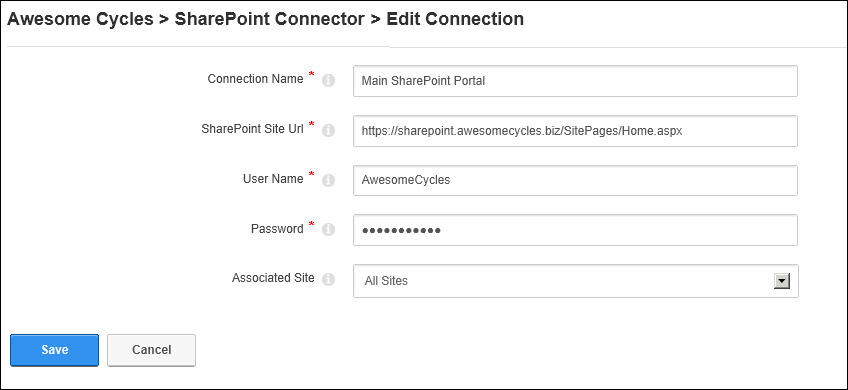 Awesome Cycles > SharePoint Connector > Edit Connection
Connection Name * Main SharePoint Portal
SharePoint Site Url * https://sharepoint.awesomecycles.biz/SitePages/Home.aspx
User Name * AwesomeCycles
Password * ●●●●●●●●●●●
Associated Site All Sites
Save Cancel